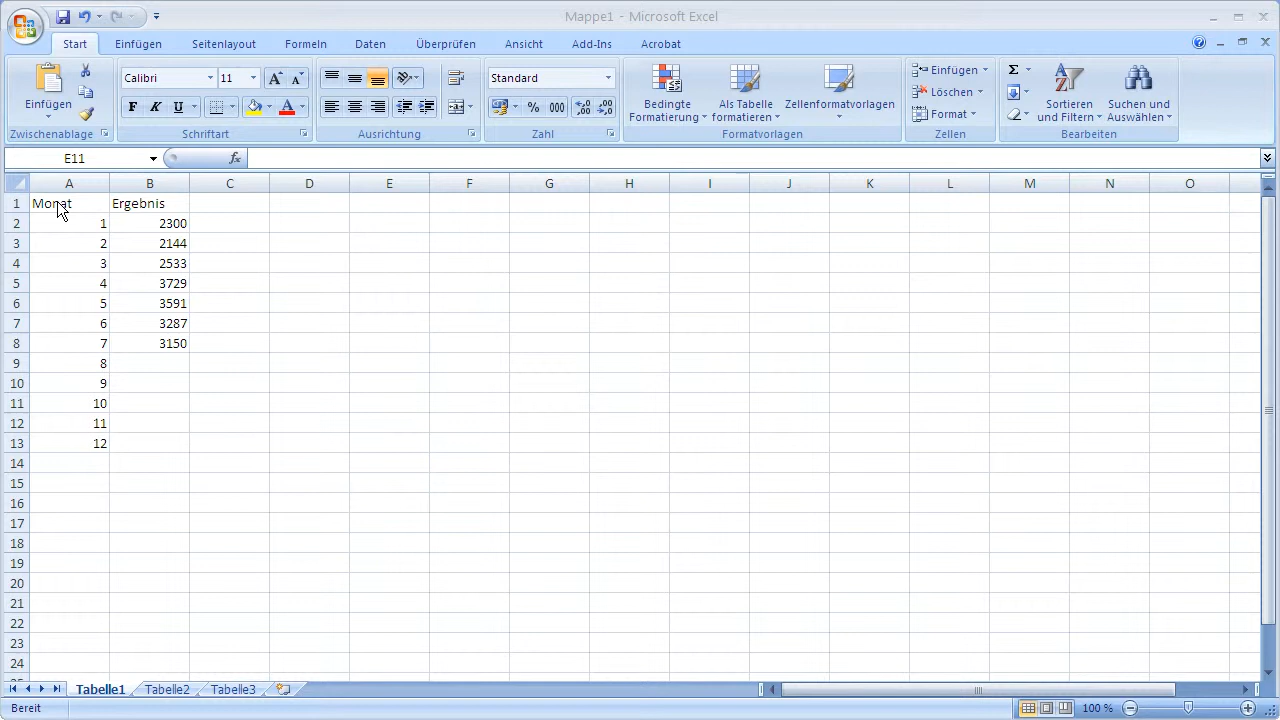 Mappe1 - Microsoft Excel
Start Einfügen Seitenlayout Formeln Daten Überprüfen Ansicht Add-Ins Acrobat
Einfügen
Zwischenablage
Calibri 11
F K U
Schriftart
Ausrichtung
Standard
% 000
Zahl
Bedingte Formatierung
Als Tabelle formatieren
Zellenformatvorlagen
Formatvorlagen
Einfügen
Löschen
Format
Zellen
Σ
Sortieren und Filtern
Suchen und Auswählen
Bearbeiten
E11 fx
A B C D E F G H I J K L M N O
1 Monat Ergebnis
2 1 2300
3 2 2144
4 3 2533
5 4 3729
6 5 3591
7 6 3287
8 7 3150
9 8
10 9
11 10
12 11
13 12
14
15
16
17
18
19
20
21
22
23
24
Tabelle1 Tabelle2 Tabelle3
Bereit 100 %